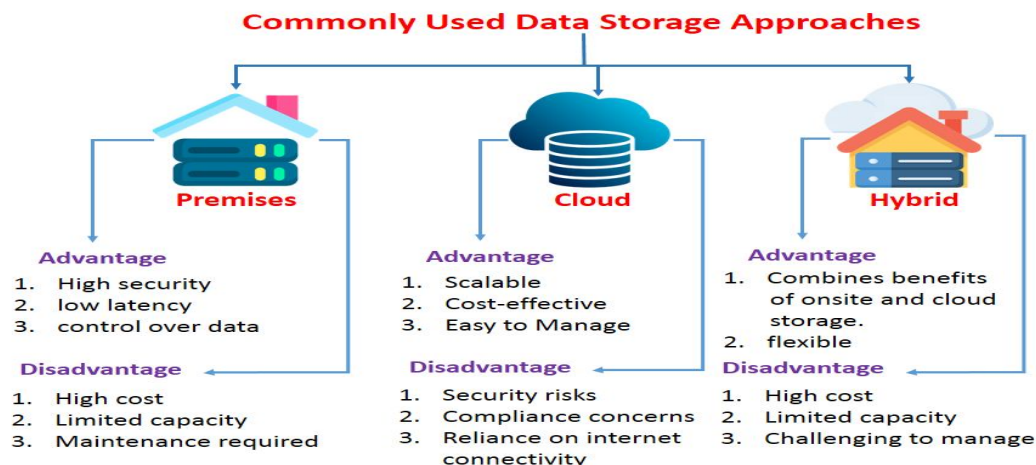 Commonly Used Data Storage Approaches
Premises
Advantage
1. High security
2. low latency
3. control over data
Disadvantage
1. High cost
2. Limited capacity
3. Maintenance required
Cloud
Advantage
1. Scalable
2. Cost-effective
3. Easy to Manage
Disadvantage
1. Security risks
2. Compliance concerns
3. Reliance on internet
connectivity
Hybrid
Advantage
1. Combines benefits
of onsite and cloud
storage.
2. flexible
Disadvantage
1. High cost
2. Limited capacity
3. Challenging to manage